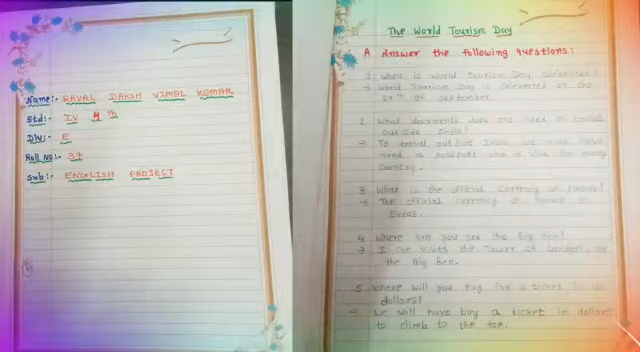 Name:- RAVAL DAKSH VIMAL KUMAR
Std:- IV 4 th
Div:- E
Roll No:- 37
Sub:- ENGLISH PROJECT
The World Tourism Day
A Answer the following questions:
1 When is World Tourism Day celebrated?
→ World Tourism Day is celebrated on the
27th of September.
2 What documents does one need to travel
outside India?
→ To travel outside India we must have
need a passport and a visa
country.
3 What is the official currency of France?
→ The official currency of France is
Euros.
4 Where can you see the Big Ben?
→ I can visits the Tower of London, or
the Big Ben.
5 Where will you buy for a ticket in
dollars?
→ We will have buy a ticket in dollars
to climb to the top.